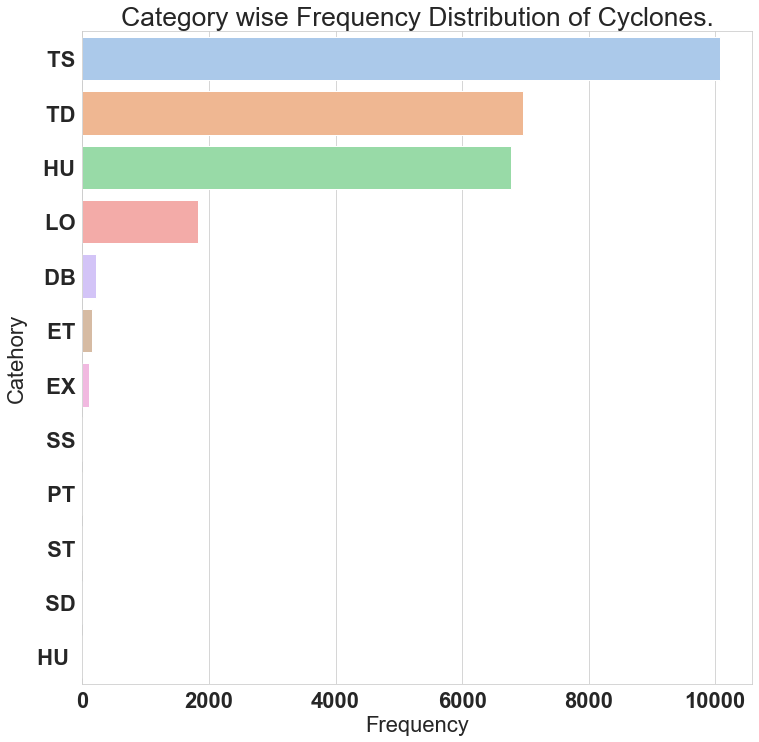 Category wise Frequency Distribution of Cyclones.
TS
TD
HU
LO
DB
ET
EX
SS
PT
ST
SD
HU
Catehory
0 2000 4000 6000 8000 10000
Frequency